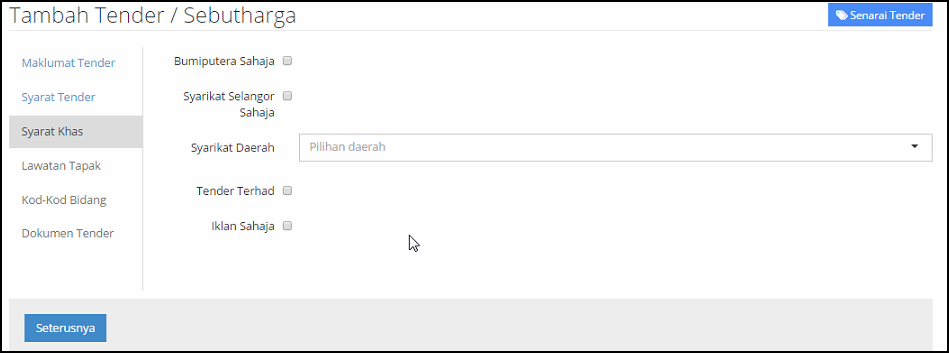 Tambah Tender / Sebutharga
Senarai Tender
Maklumat Tender
Syarat Tender
Syarat Khas
Lawatan Tapak
Kod-Kod Bidang
Dokumen Tender
Bumiputera Sahaja
Syarikat Selangor
Sahaja
Syarikat Daerah
Pilihan daerah
Tender Terhad
Iklan Sahaja
Seterusnya